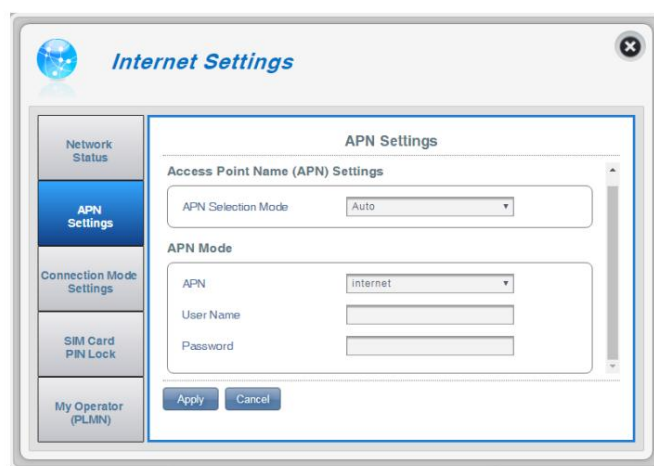 Internet Settings
Network
Status
APN
Settings
Connection Mode
Settings
SIM Card
PIN Lock
My Operator
(PLMN)
APN Settings
Access Point Name (APN) Settings
APN Selection Mode
Auto
APN Mode
APN
internet
User Name
Password
Apply
Cancel